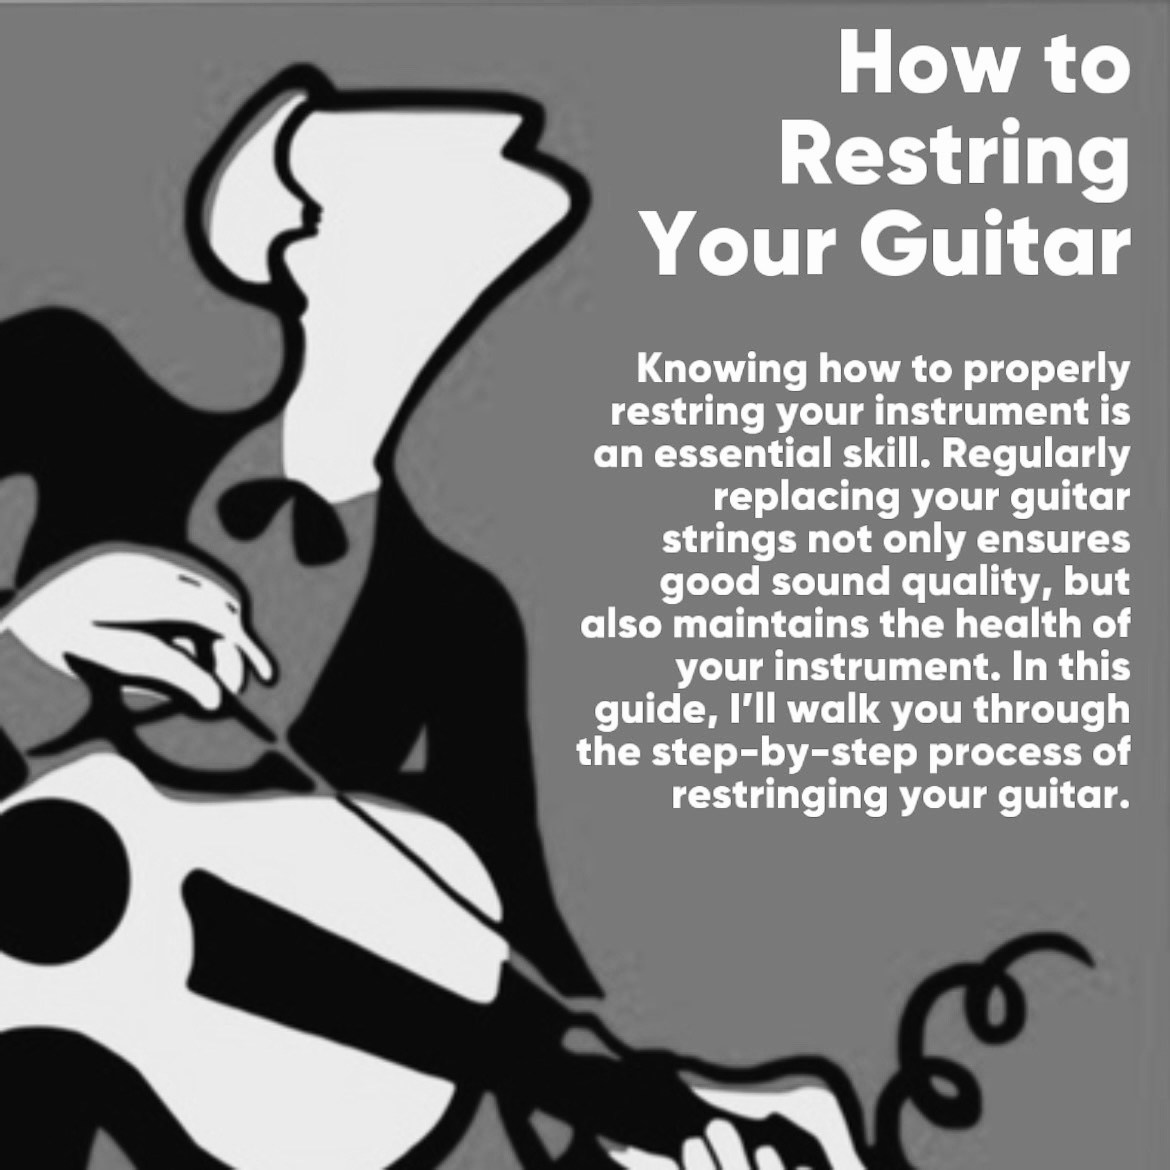 How to
Restring
Your Guitar
Knowing how to properly
restring your instrument is
an essential skill. Regularly
replacing your guitar
strings not only ensures
good sound quality, but
also maintains the health of
your instrument. In this
guide, I’ll walk you through
the step-by-step process of
restringing your guitar.